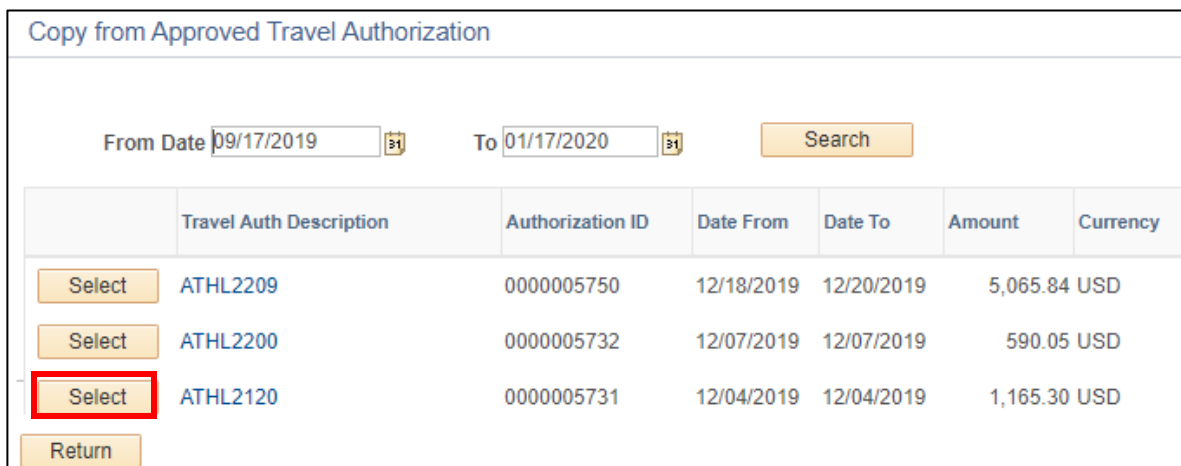 Copy from Approved Travel Authorization
From Date 09/17/2019 31 To 01/17/2020 31 Search
Travel Auth Description Authorization ID Date From Date To Amount Currency
Select ATHL2209 0000005750 12/18/2019 12/20/2019 5,065.84 USD
Select ATHL2200 0000005732 12/07/2019 12/07/2019 590.05 USD
Select ATHL2120 0000005731 12/04/2019 12/04/2019 1,165.30 USD
Return